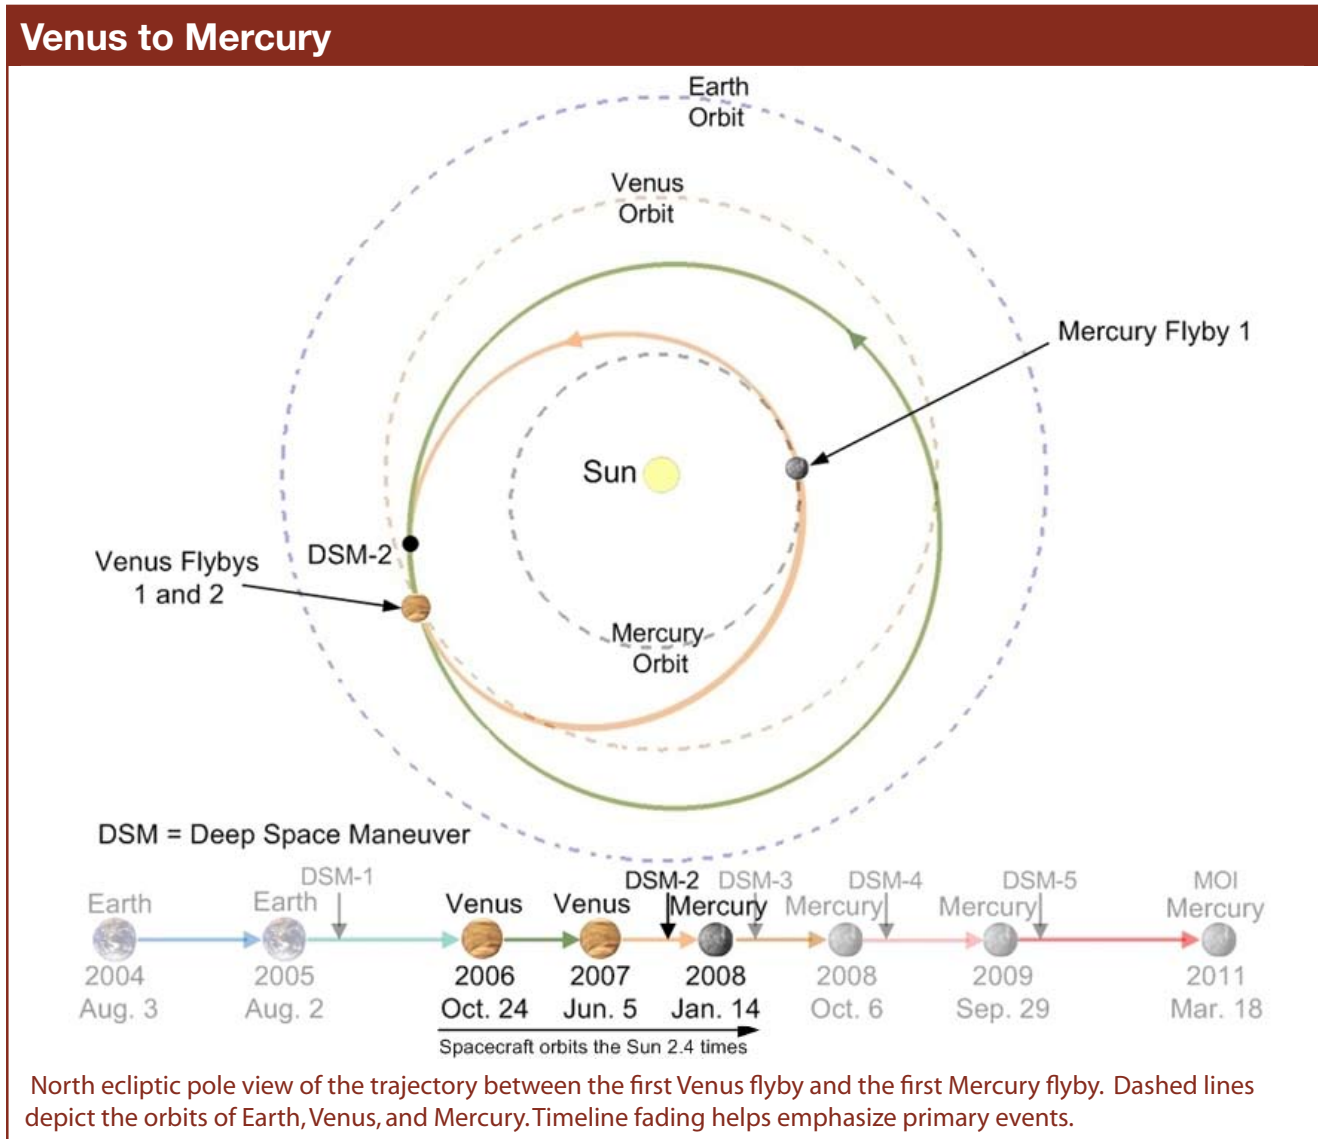 Venus to Mercury
Earth
Orbit
Venus
Orbit
Mercury Flyby 1
Sun
DSM-2
Venus Flybys
1 and 2
Mercury
Orbit
DSM = Deep Space Maneuver
DSM-1
DSM-2
DSM-3
DSM-4
DSM-5
MOI
Earth
Earth
Venus
Venus
Mercury
Mercury
Mercury
Mercury
2004
2005
2006
2007
2008
2008
2009
2011
Aug. 3
Aug. 2
Oct. 24
Jun. 5
Jan. 14
Oct. 6
Sep. 29
Mar. 18
Spacecraft orbits the Sun 2.4 times
North ecliptic pole view of the trajectory between the first Venus flyby and the first Mercury flyby. Dashed lines
depict the orbits of Earth, Venus, and Mercury. Timeline fading helps emphasize primary events.